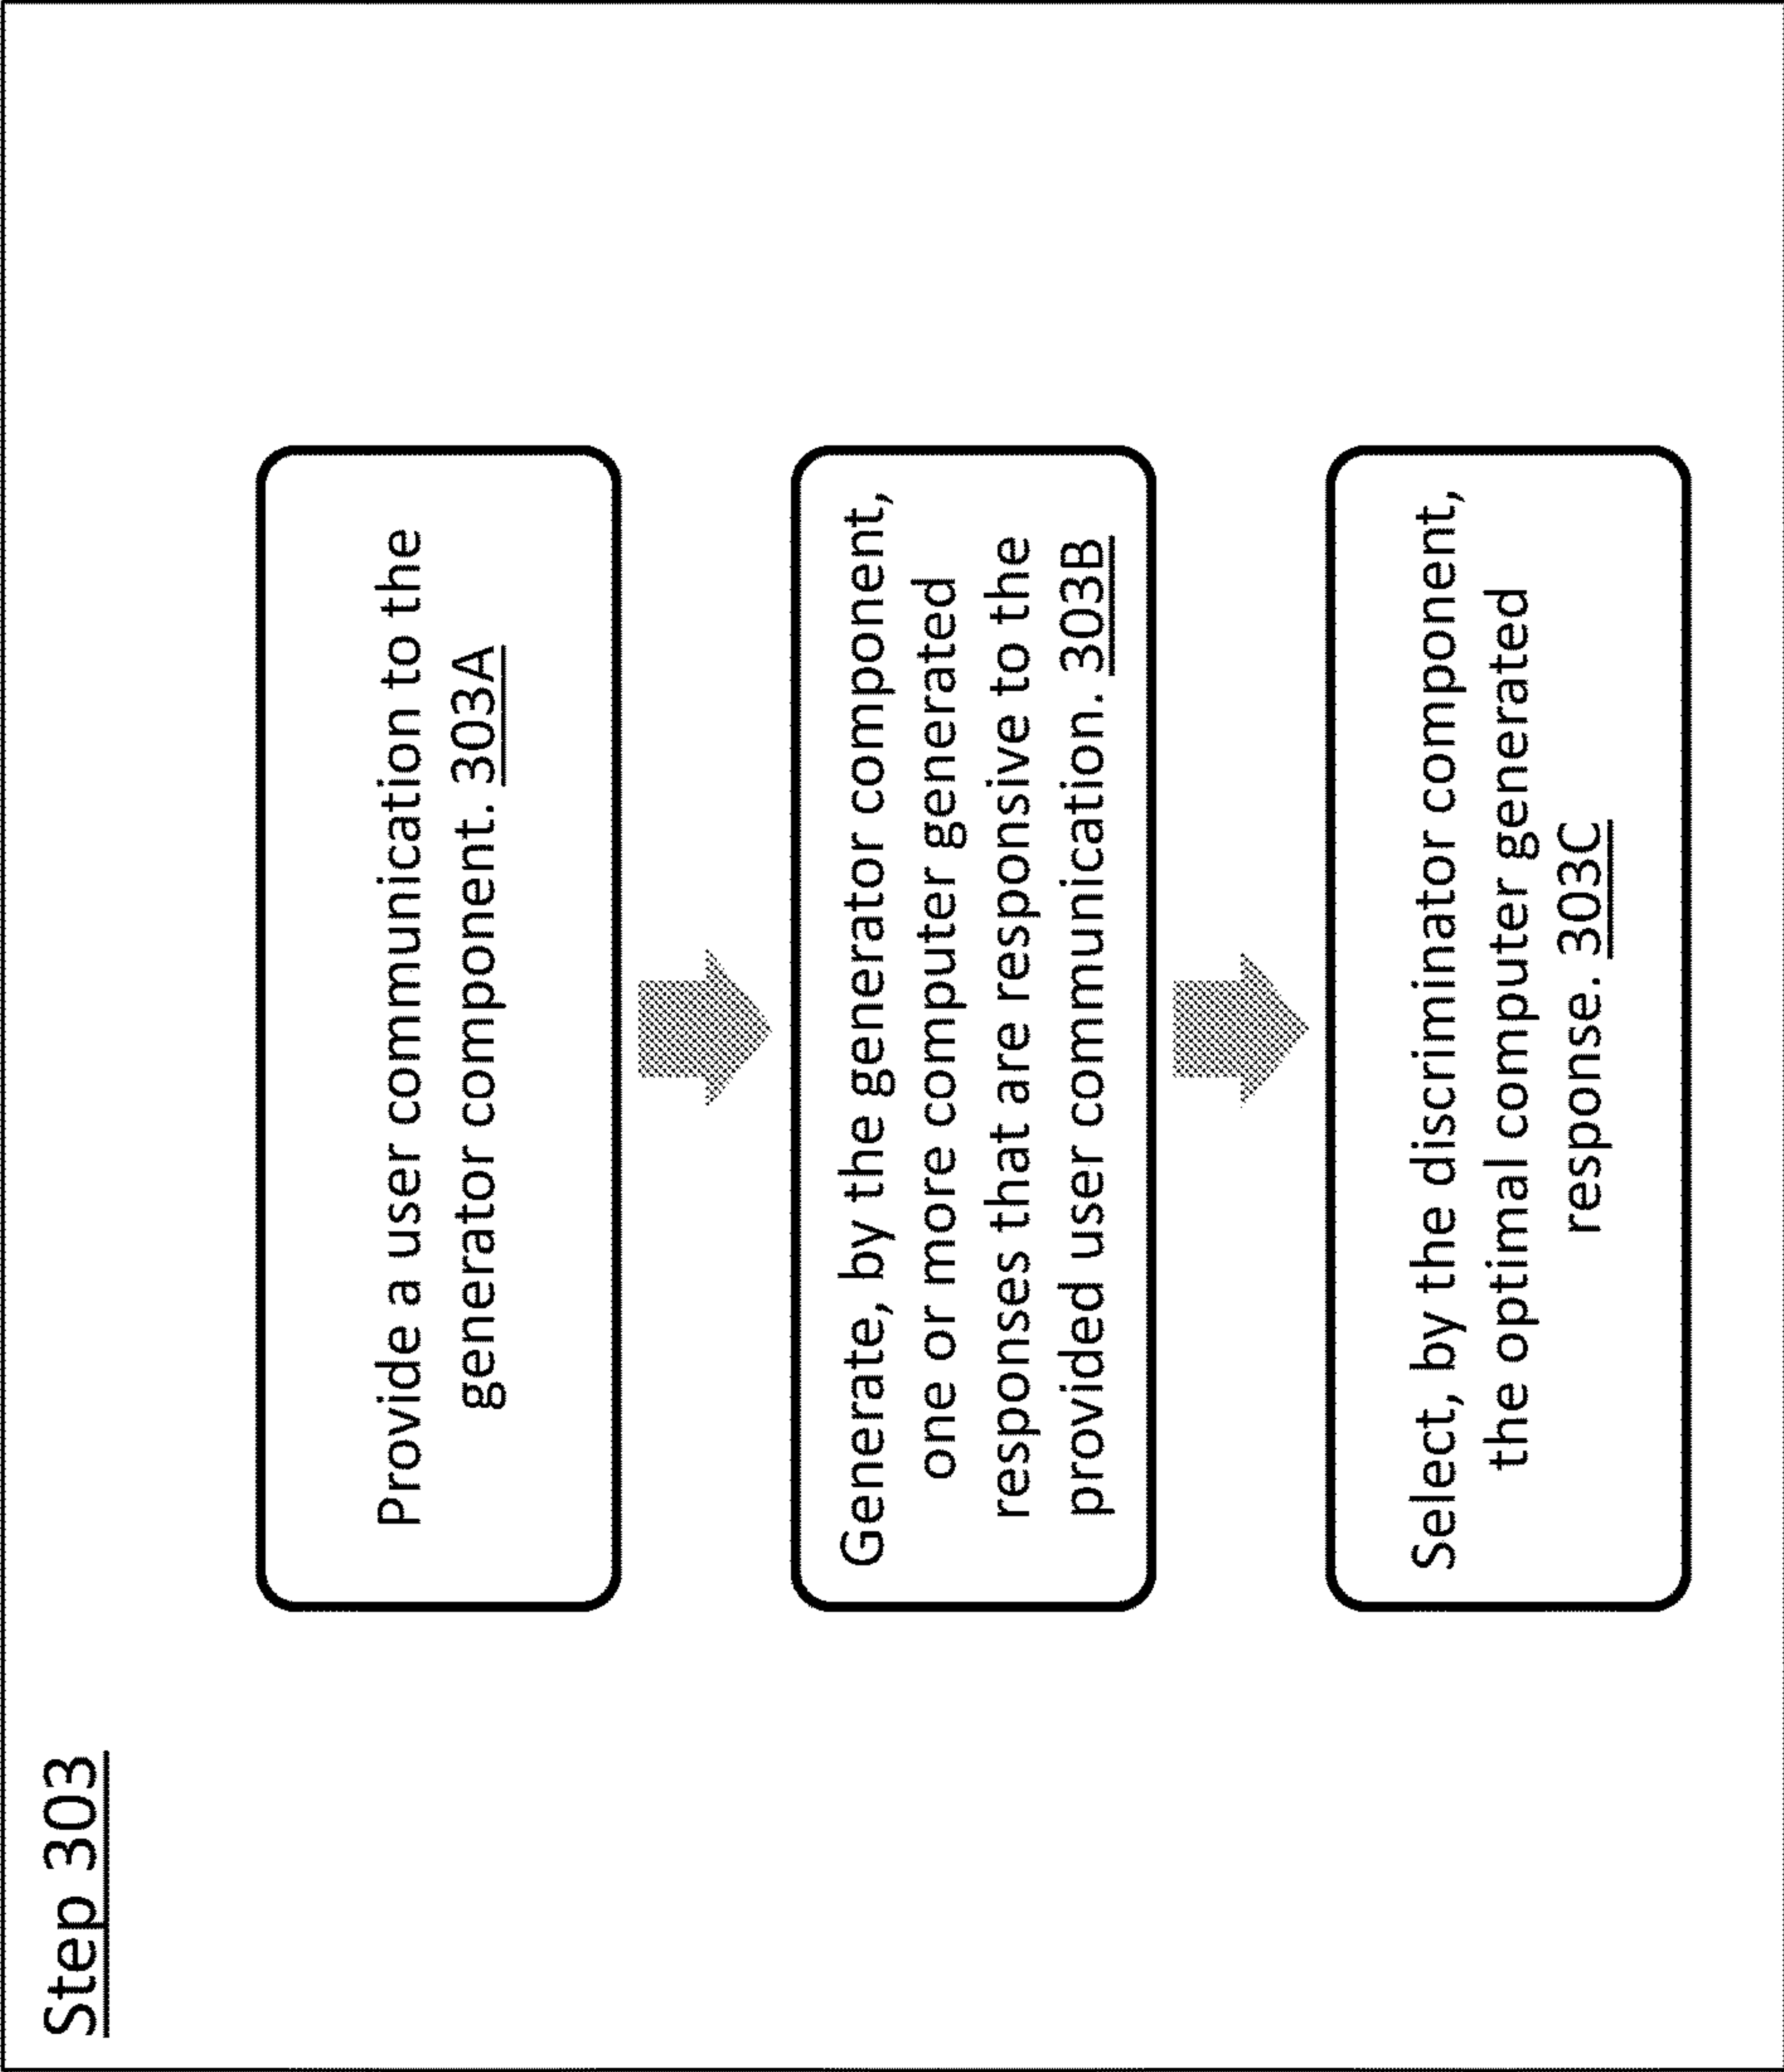 Step 303
Provide a user communication to the
generator component. 303A
Generate, by the generator component,
one or more computer generated
responses that are responsive to the
provided user communication. 303B
Select, by the discriminator component,
the optimal computer generated
response. 303C